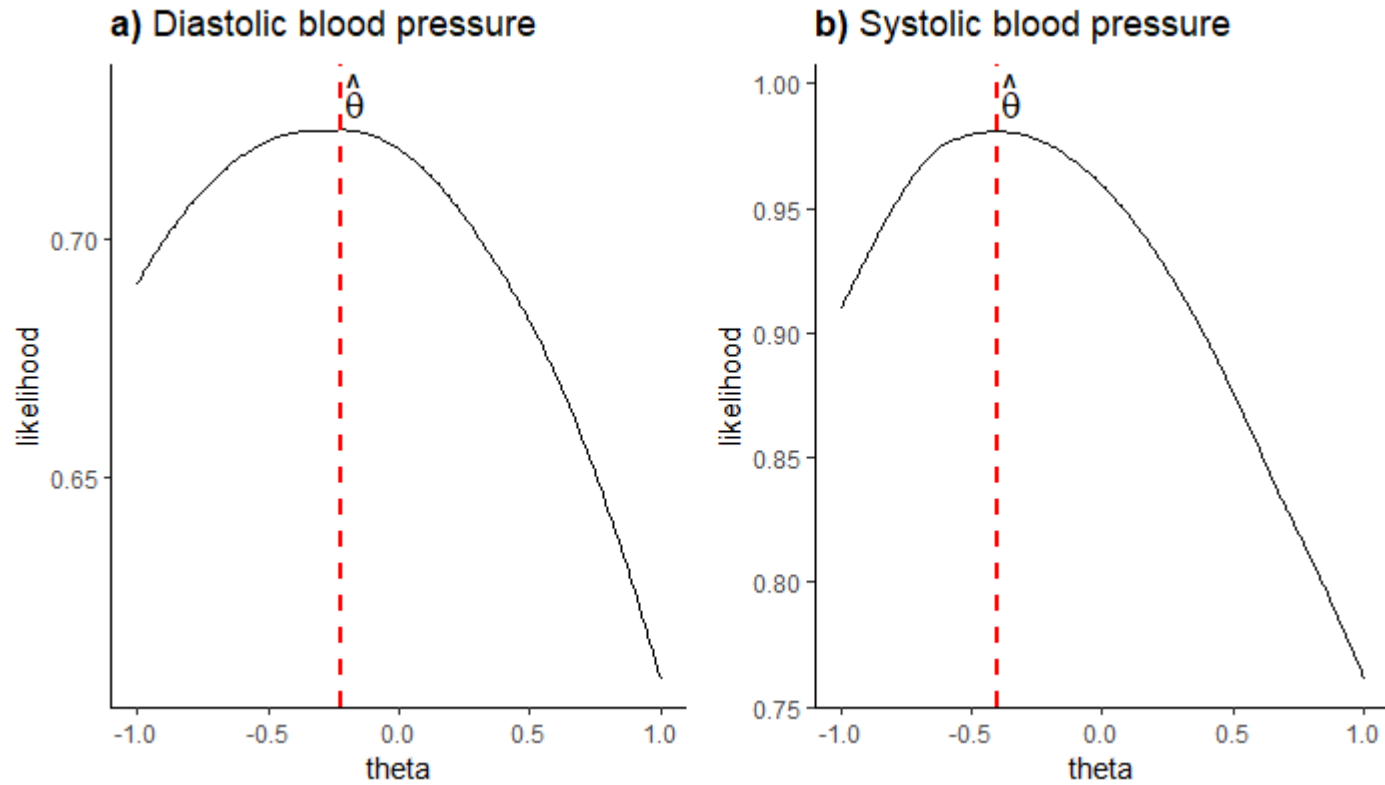 a) Diastolic blood pressure
θ̂
0.70
0.65
likelihood
-1.0 -0.5 0.0 0.5 1.0
theta
b) Systolic blood pressure
θ̂
1.00
0.95
0.90
0.85
0.80
0.75
likelihood
-1.0 -0.5 0.0 0.5 1.0
theta